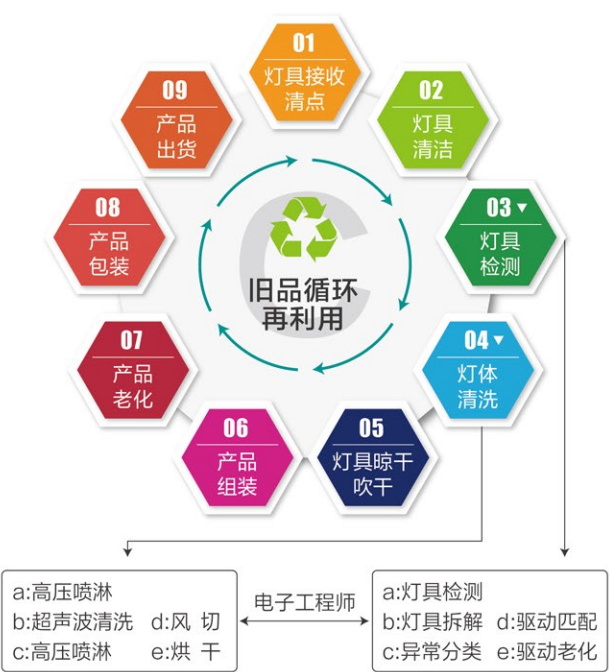 01
灯具接收
清点
02
灯具
清洁
03▼
灯具
检测
04▼
灯体
清洗
05
灯具晾干
吹干
06
产品
组装
07
产品
老化
08
产品
包装
09
产品
出货
旧品循环
再利用
a:高压喷淋
b:超声波清洗 d:风 切
c:高压喷淋 e:烘 干
电子工程师
a:灯具检测
b:灯具拆解 d:驱动匹配
c:异常分类 e:驱动老化